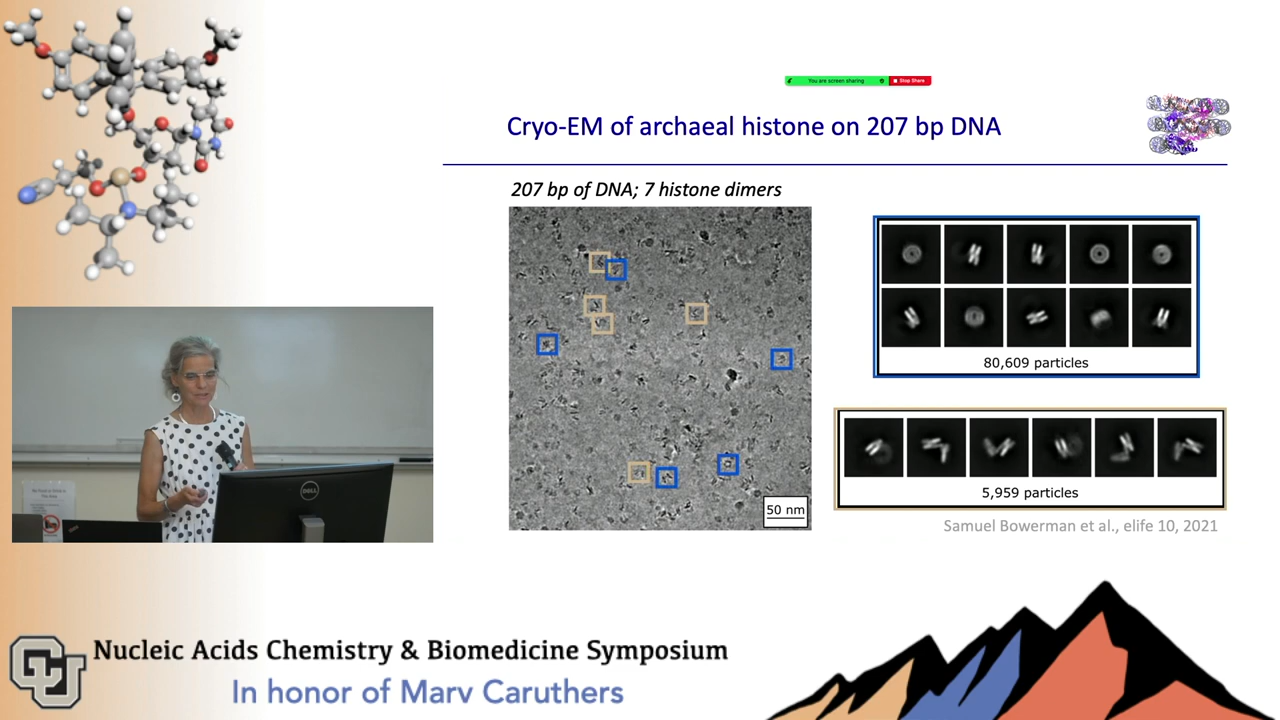 You are screen sharing
Stop Share
Cryo-EM of archaeal histone on 207 bp DNA
207 bp of DNA; 7 histone dimers
80,609 particles
50 nm
5,959 particles
Samuel Bowerman et al., elife 10, 2021
DELL
CU
Nucleic Acids Chemistry & Biomedicine Symposium
In honor of Marv Caruthers